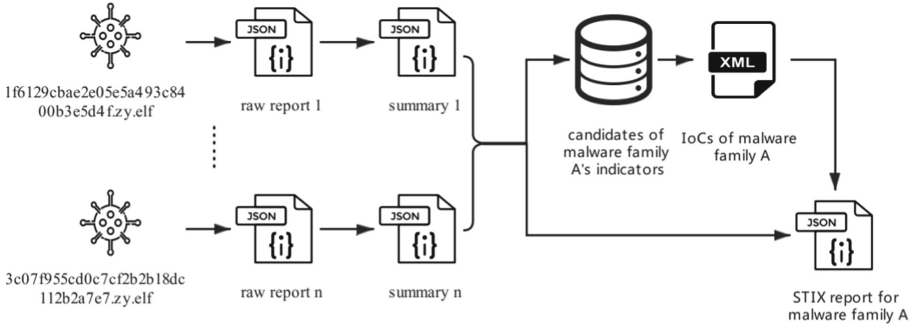 JSON
{i}
JSON
{i}
XML
1f6129cbae2e05e5a493c84
00b3e5d4f.zy.elf
raw report 1
summary 1
candidates of
malware family
A's indicators
IoCs of malware
family A
JSON
{i}
JSON
{i}
JSON
{i}
3c07f955cd0c7cf2b2b18dc
112b2a7e7.zy.elf
raw report n
summary n
STIX report for
malware family A